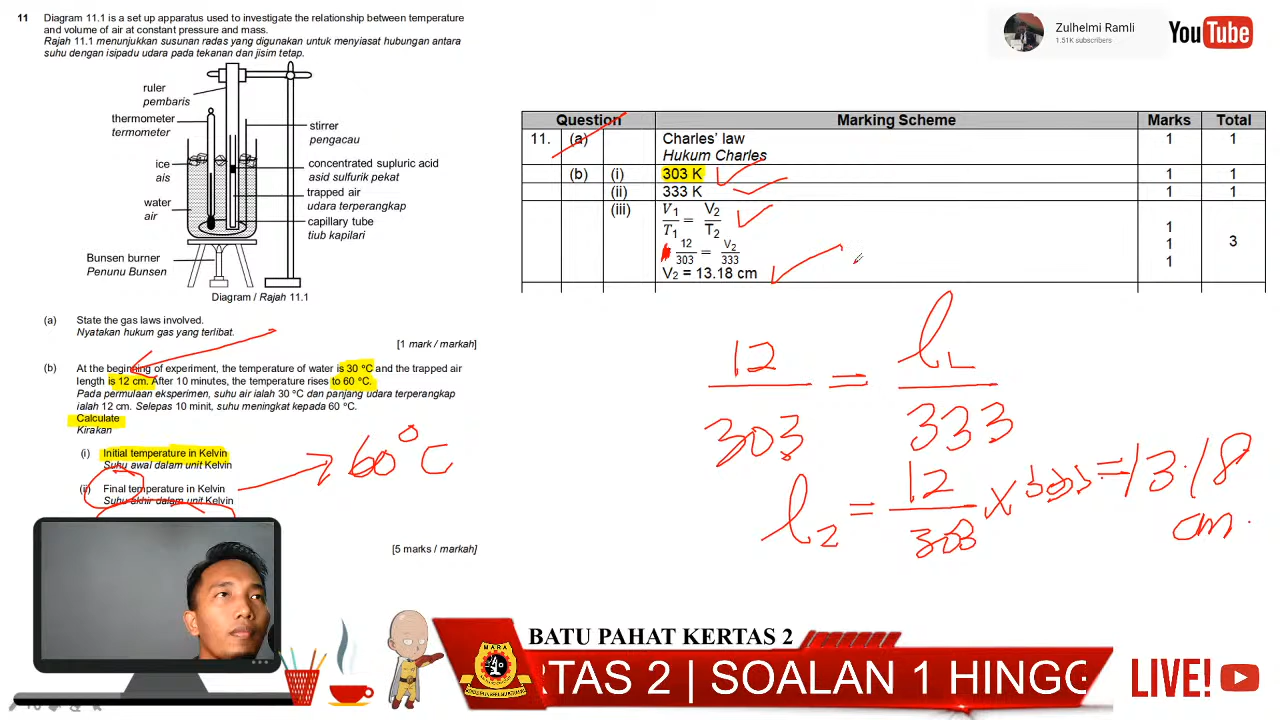 11 Diagram 11.1 is a set up apparatus used to investigate the relationship between temperature
and volume of air at constant pressure and mass.
Rajah 11.1 menunjukkan susunan radas yang digunakan untuk menyiasat hubungan antara
suhu dengan isipadu udara pada tekanan dan jisim tetap.
ruler
pembaris
thermometer
termometer
ice
ais
water
air
Bunsen burner
Penunu Bunsen
stirrer
pengacau
concentrated supluric acid
asid sulfurik pekat
trapped air
udara terperangkap
capillary tube
tiub kapilari
Diagram / Rajah 11.1
(a) State the gas laws involved.
Nyatakan hukum gas yang terlibat.
[1 mark / markah]
(b) At the beginning of experiment, the temperature of water is 30 °C and the trapped air
length is 12 cm. After 10 minutes, the temperature rises to 60 °C.
Pada permulaan eksperimen, suhu air ialah 30 °C dan panjang udara terperangkap
ialah 12 cm. Selepas 10 minit, suhu meningkat kepada 60 °C.
Calculate
Kirakan
(i) Initial temperature in Kelvin
Suhu awal dalam unit Kelvin
(ii) Final temperature in Kelvin
Suhu akhir dalam unit Kelvin
60°C
[5 marks / markah]
Zulhelmi Ramli
1.51K subscribers
YouTube
Question Marking Scheme Marks Total
11. (a) Charles' law 1 1
Hukum Charles
(b) (i) 303 K 1 1
(ii) 333 K 1 1
(iii) V1/T1 = V2/T2 1
12/303 = V2/333 1 3
V2 = 13.18 cm 1
12/303 = l2/333
l2 = 12/303 x 333 = 13.18
cm.
BATU PAHAT KERTAS 2
RTAS 2 | SOALAN 1 HINGG
MARA
LIVE!